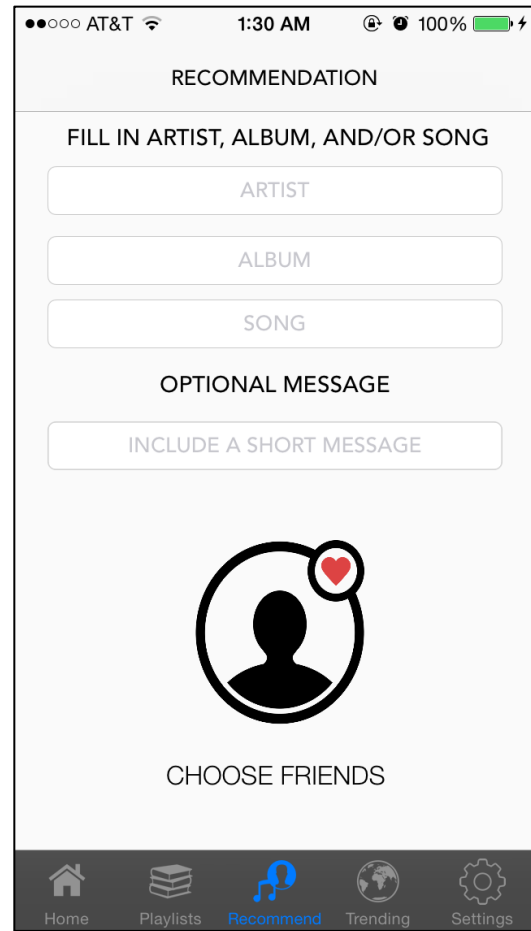 AT&T 1:30 AM 100%
RECOMMENDATION
FILL IN ARTIST, ALBUM, AND/OR SONG
ARTIST
ALBUM
SONG
OPTIONAL MESSAGE
INCLUDE A SHORT MESSAGE
CHOOSE FRIENDS
Home Playlists Recommend Trending Settings